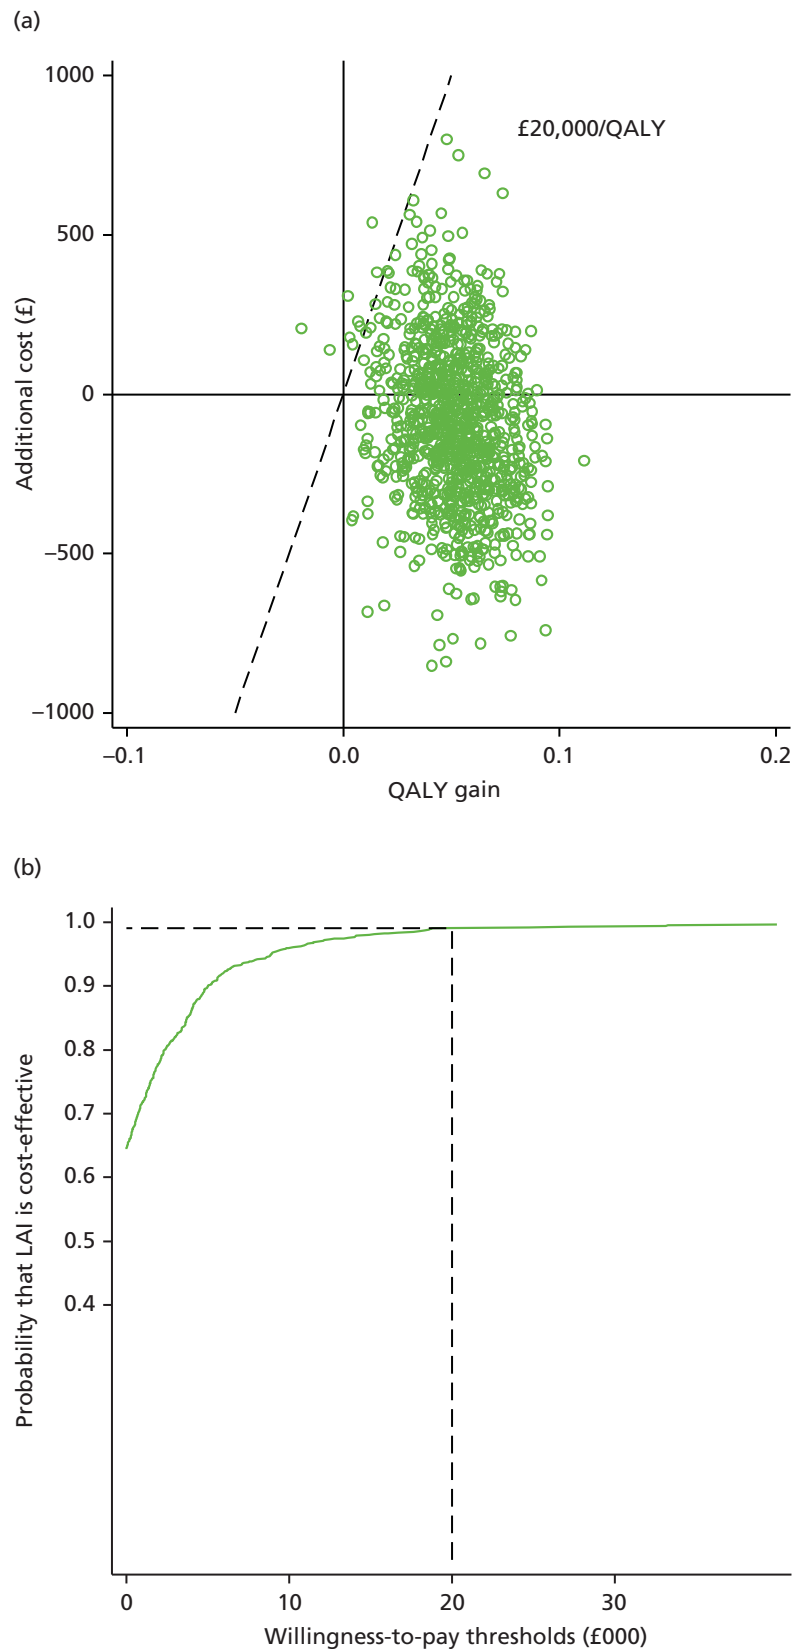 (a)
1000
£20,000/QALY
500
0
–500
–1000
Additional cost (£)
–0.1
0.0
0.1
0.2
QALY gain
(b)
1.0
0.9
0.8
0.7
0.6
0.5
0.4
Probability that LAI is cost-effective
0
10
20
30
Willingness-to-pay thresholds (£000)